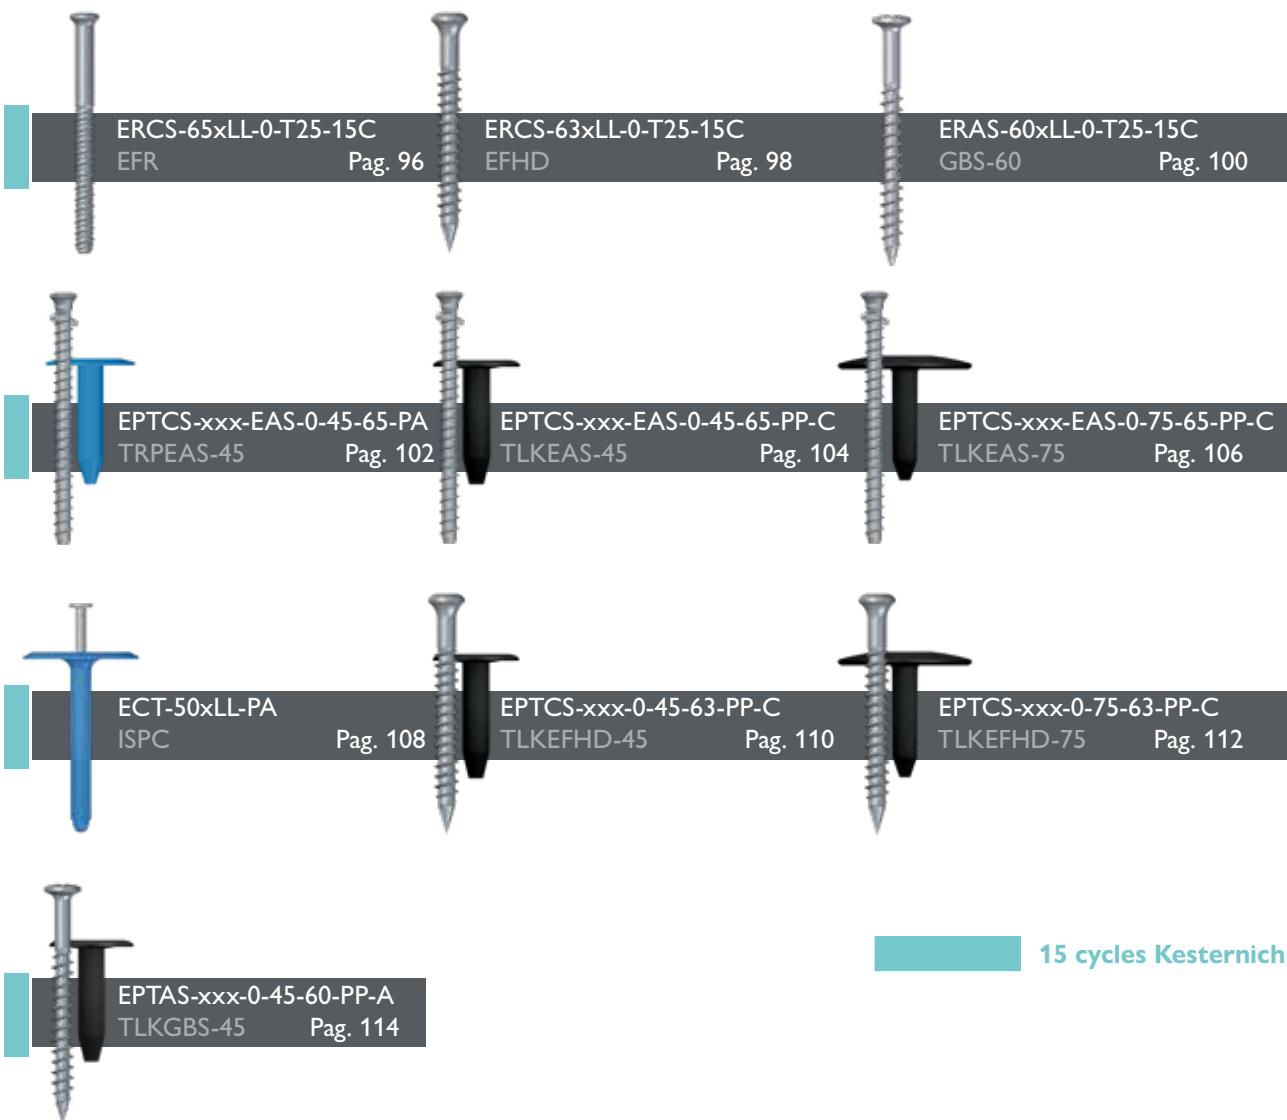 ERCS-65xLL-0-T25-15C
EFR Pag. 96
ERCS-63xLL-0-T25-15C
EFHD Pag. 98
ERAS-60xLL-0-T25-15C
GBS-60 Pag. 100
EPTCS-xxx-EAS-0-45-65-PA
TRPEAS-45 Pag. 102
EPTCS-xxx-EAS-0-45-65-PP-C
TLKEAS-45 Pag. 104
EPTCS-xxx-EAS-0-75-65-PP-C
TLKEAS-75 Pag. 106
ECT-50xLL-PA
ISPC Pag. 108
EPTCS-xxx-0-45-63-PP-C
TLKEFHD-45 Pag. 110
EPTCS-xxx-0-75-63-PP-C
TLKEFHD-75 Pag. 112
EPTAS-xxx-0-45-60-PP-A
TLKGBS-45 Pag. 114
15 cycles Kesternich